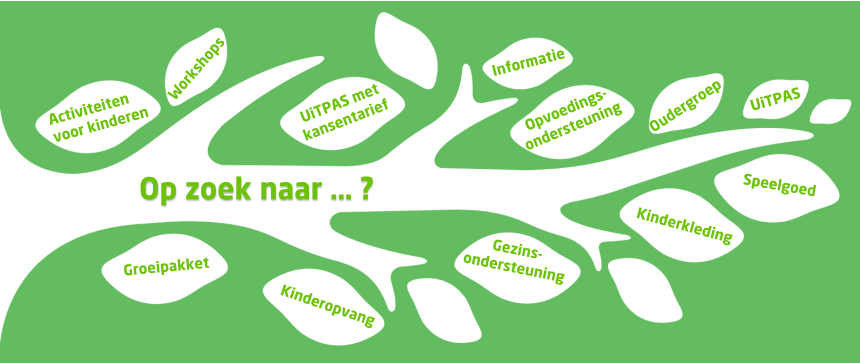 Activiteiten
voor kinderen
Workshops
UiTPAS met
kansentarief
Informatie
Opvoedings-
ondersteuning
Oudergroep
UiTPAS
Op zoek naar ... ?
Speelgoed
Kinderkleding
Gezins-
ondersteuning
Groeipakket
Kinderopvang